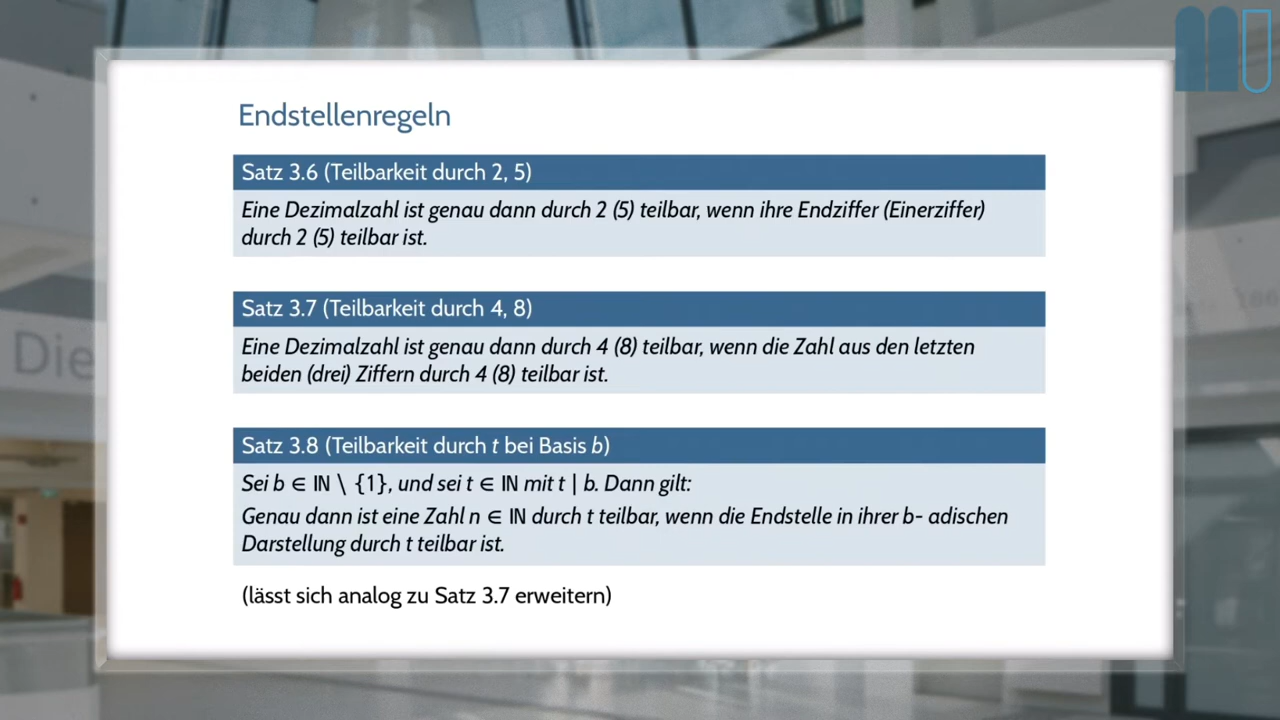 Endstellenregeln
Satz 3.6 (Teilbarkeit durch 2, 5)
Eine Dezimalzahl ist genau dann durch 2 (5) teilbar, wenn ihre Endziffer (Einerziffer)
durch 2 (5) teilbar ist.
Satz 3.7 (Teilbarkeit durch 4, 8)
Eine Dezimalzahl ist genau dann durch 4 (8) teilbar, wenn die Zahl aus den letzten
beiden (drei) Ziffern durch 4 (8) teilbar ist.
Die
Satz 3.8 (Teilbarkeit durch t bei Basis b)
Sei b ∈ ℕ \ {1}, und sei t ∈ ℕ mit t | b. Dann gilt:
Genau dann ist eine Zahl n ∈ ℕ durch t teilbar, wenn die Endstelle in ihrer b- adischen
Darstellung durch t teilbar ist.
(lässt sich analog zu Satz 3.7 erweitern)